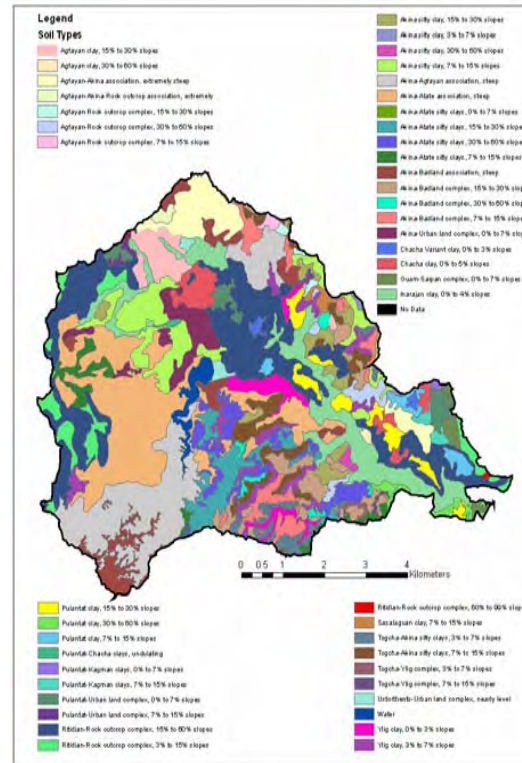 Legend
Soil Types
Agfayan clay, 15% to 30% slopes
Agfayan clay, 30% to 60% slopes
Agfayan-Akina association, extremely steep
Agfayan-Akina-Rock outcrop association, extremely
Agfayan-Rock outcrop complex, 15% to 30% slopes
Agfayan-Rock outcrop complex, 30% to 60% slopes
Agfayan-Rock outcrop complex, 7% to 15% slopes
Akina silty clay, 15% to 30% slopes
Akina silty clay, 3% to 7% slopes
Akina silty clay, 30% to 60% slopes
Akina silty clay, 7% to 15% slopes
Akina-Agfayan association, steep
Akina-Atate association, steep
Akina-Atate silty clays, 0% to 7% slopes
Akina-Atate silty clays, 15% to 30% slopes
Akina-Atate silty clays, 30% to 60% slopes
Akina-Atate silty clays, 7% to 15% slopes
Akina-Badland association, steep
Akina-Badland complex, 15% to 30% slopes
Akina-Badland complex, 30% to 60% slop
Akina-Badland complex, 7% to 15% slopes
Akina-Urban land complex, 0% to 7% slopes
Chacha Variant clay, 0% to 3% slopes
Chacha clay, 0% to 5% slopes
Guam-Saipan complex, 0% to 7% slopes
Inarajan clay, 0% to 4% slopes
No Data
0 0.5 1 2 3 4
Kilometers
Pulantat clay, 15% to 30% slopes
Pulantat clay, 30% to 60% slopes
Pulantat clay, 7% to 15% slopes
Pulantat-Chacha clays, undulating
Pulantat-Kagman clays, 0% to 7% slopes
Pulantat-Kagman clays, 7% to 15% slopes
Pulantat-Urban land complex, 0% to 7% slopes
Pulantat-Urban land complex, 7% to 15% slopes
Ritidian-Rock outcrop complex, 15% to 60% slopes
Ritidian-Rock outcrop complex, 3% to 15% slopes
Ritidian-Rock outcrop complex, 60% to 99% slopes
Sasalaguan clay, 7% to 15% slopes
Togcha-Akina silty clays, 3% to 7% slopes
Togcha-Akina silty clays, 7% to 15% slopes
Togcha-Ylig complex, 3% to 7% slopes
Togcha-Ylig complex, 7% to 15% slopes
Ustorthents-Urban land complex, nearly level
Water
Ylig clay, 0% to 3% slopes
Ylig clay, 3% to 7% slopes